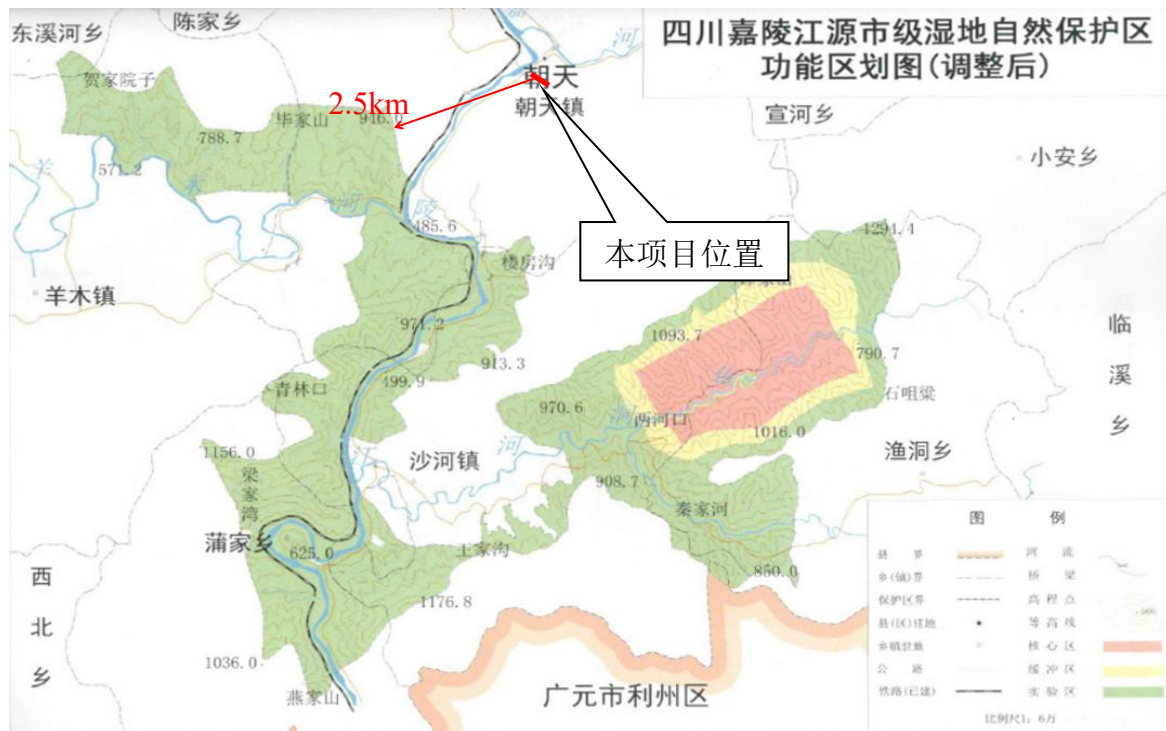 四川嘉陵江源市级湿地自然保护区
功能区划图(调整后)
东溪河乡
陈家乡
嘉
河
贺家院子
朝天
朝天镇
2.5km
毕家山
946.0
788.7
571.2
羊
木
河
陵
485.6
宣河乡
小安乡
本项目位置
1294.4
楼房沟
羊木镇
971.2
913.3
499.9
1093.7
790.7
临
溪
乡
青林口
970.6
两河口
石咀梁
1016.0
1156.0
江
沙河镇
河
渔洞乡
梁
家
湾
908.7
秦家河
蒲家乡
625.0
王家沟
850.0
西
北
乡
1176.8
1036.0
燕家山
广元市利州区
图 例
县 界
河 流
乡(镇)界
桥 梁
保护区界
高 程 点
县(区)驻地
等 高 线
乡镇驻地
核 心 区
公 路
缓 冲 区
铁路(已建)
实 验 区
比例尺1: 6万